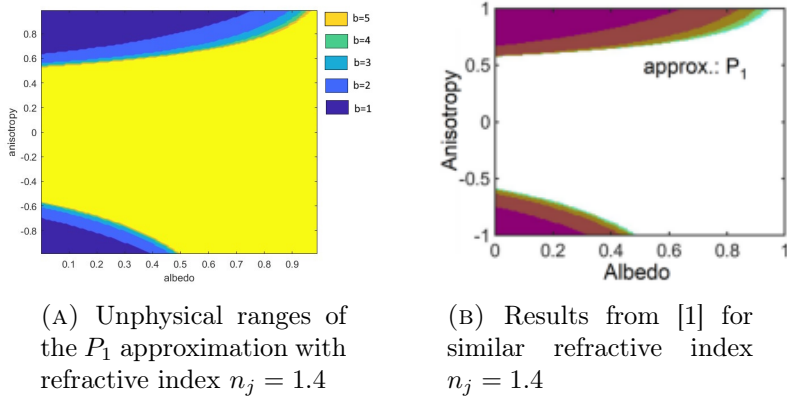 0.8
0.6
0.4
0.2
0
-0.2
-0.4
-0.6
-0.8
anisotropy
0.1 0.2 0.3 0.4 0.5 0.6 0.7 0.8 0.9
albedo
b=5
b=4
b=3
b=2
b=1
1
0.5
0
-0.5
-1
Anisotropy
approx.: P₁
0 0.2 0.4 0.6 0.8 1
Albedo
(A) Unphysical ranges of
the P₁ approximation with
refractive index nⱼ = 1.4
(B) Results from [1] for
similar refractive index
nⱼ = 1.4